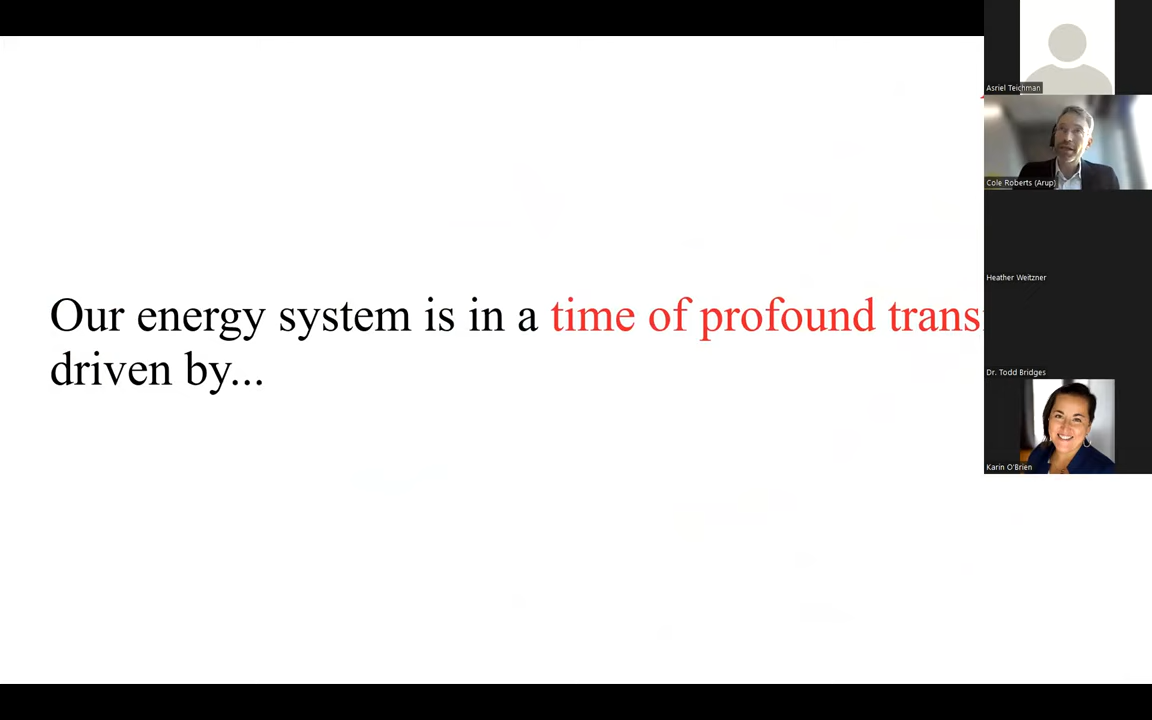 Our energy system is in a time of profound
driven by...
Asriel Teichman
Cole Roberts (Arup)
Heather Weitzner
Dr. Todd Bridges
Karin O'Brien